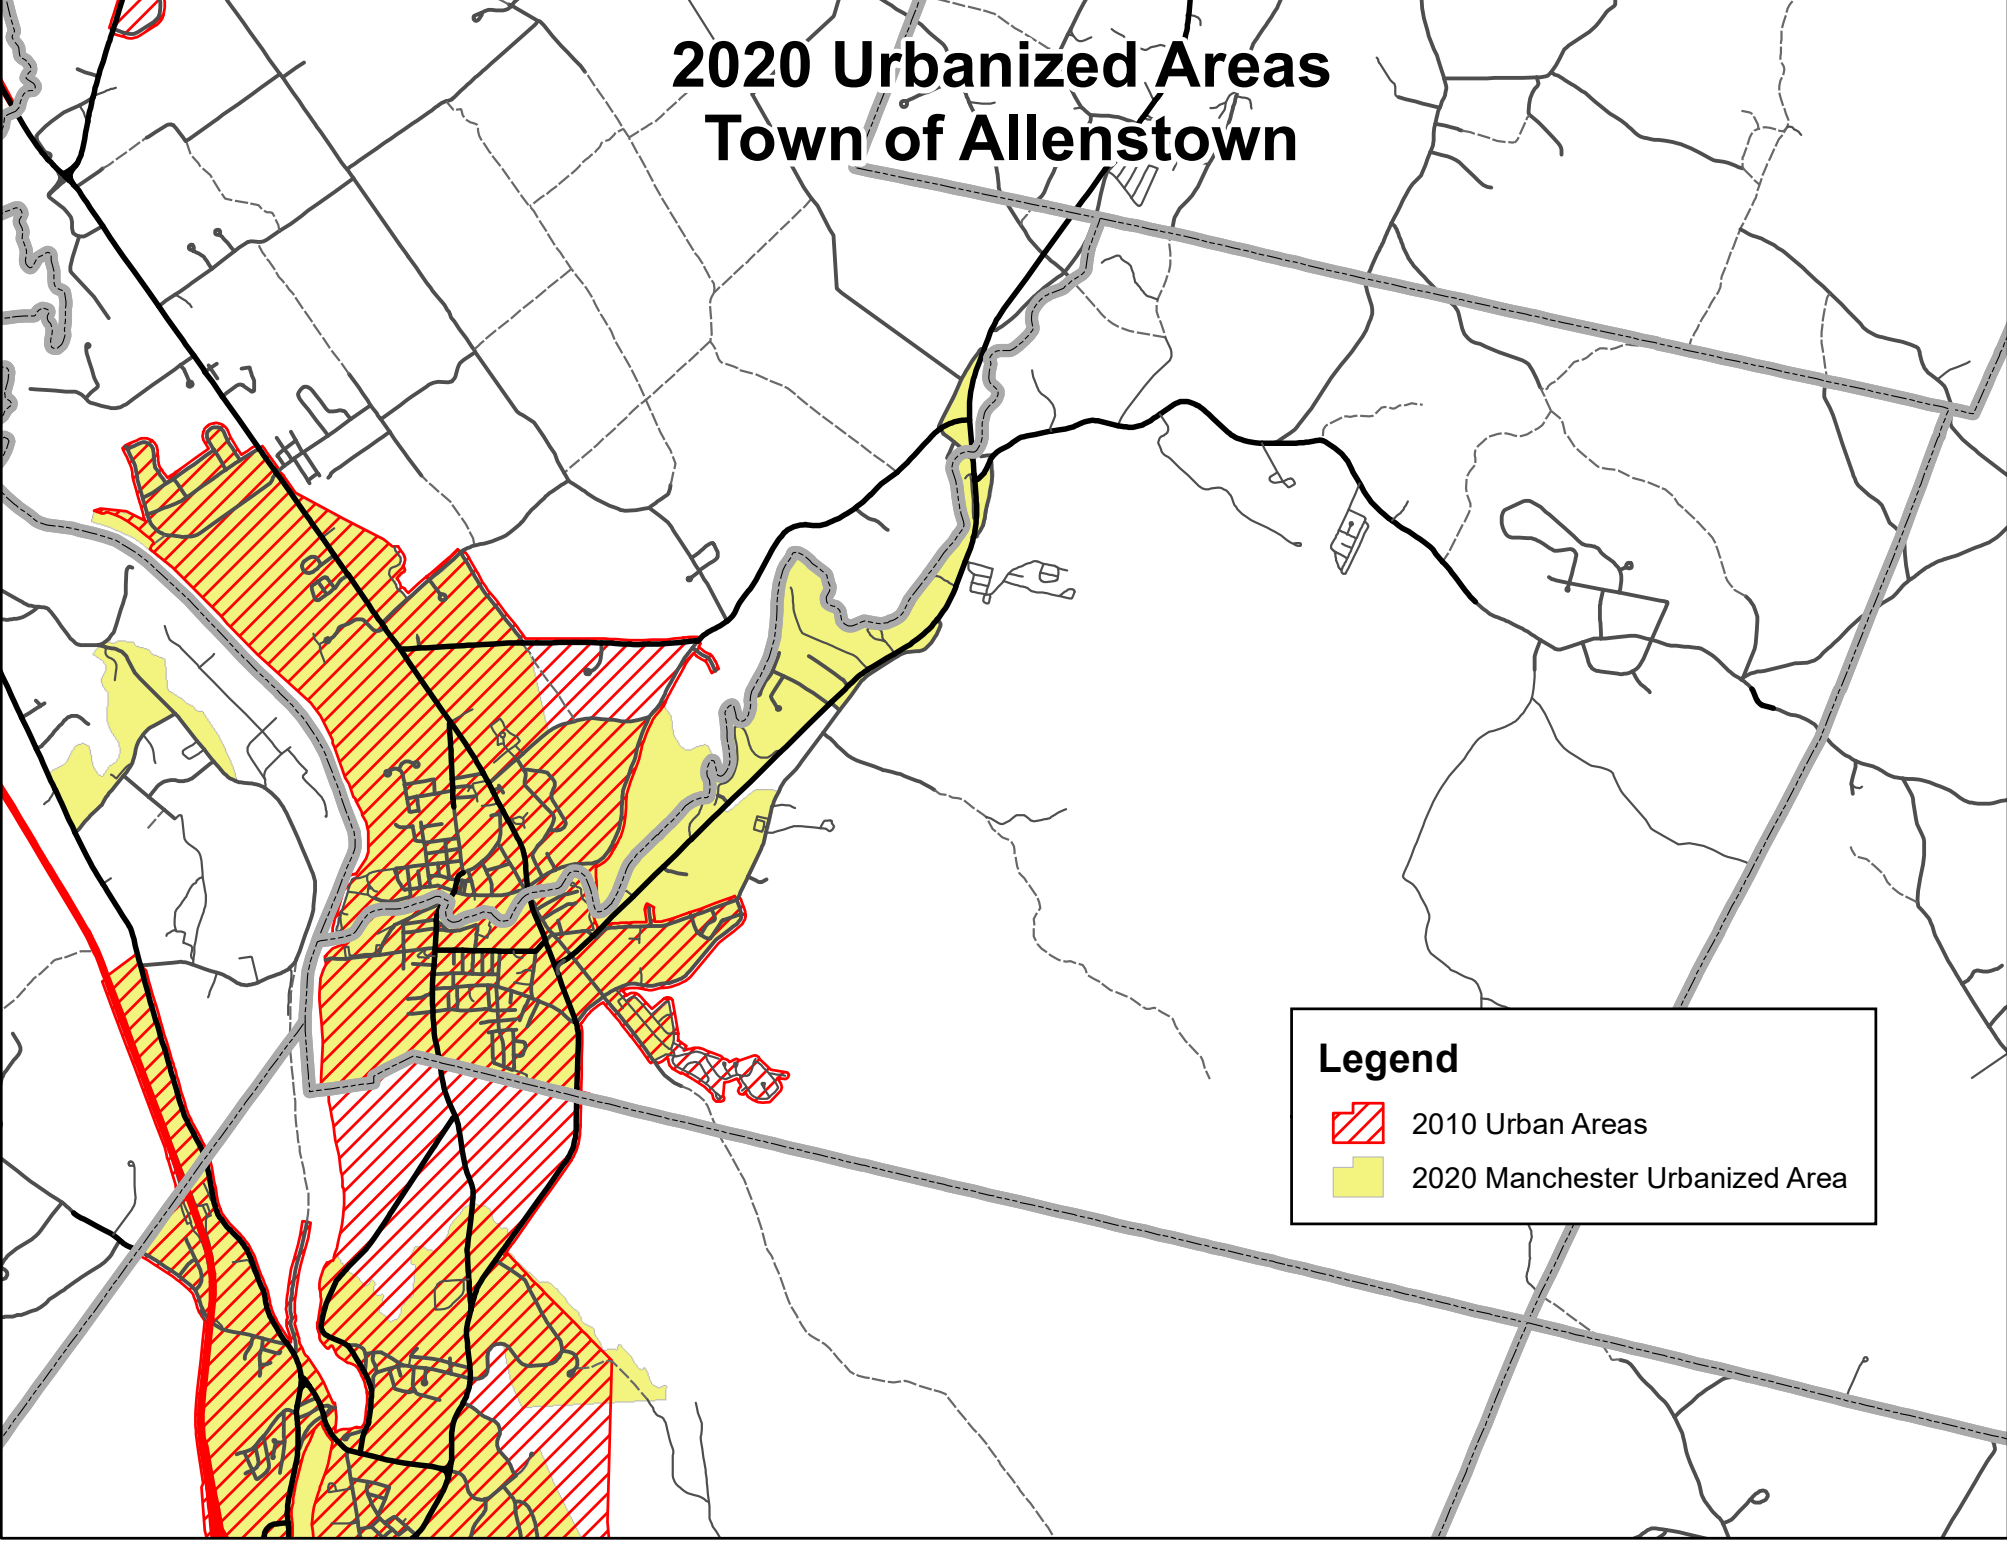 2020 Urbanized Areas
Town of Allenstown
Legend
2010 Urban Areas
2020 Manchester Urbanized Area